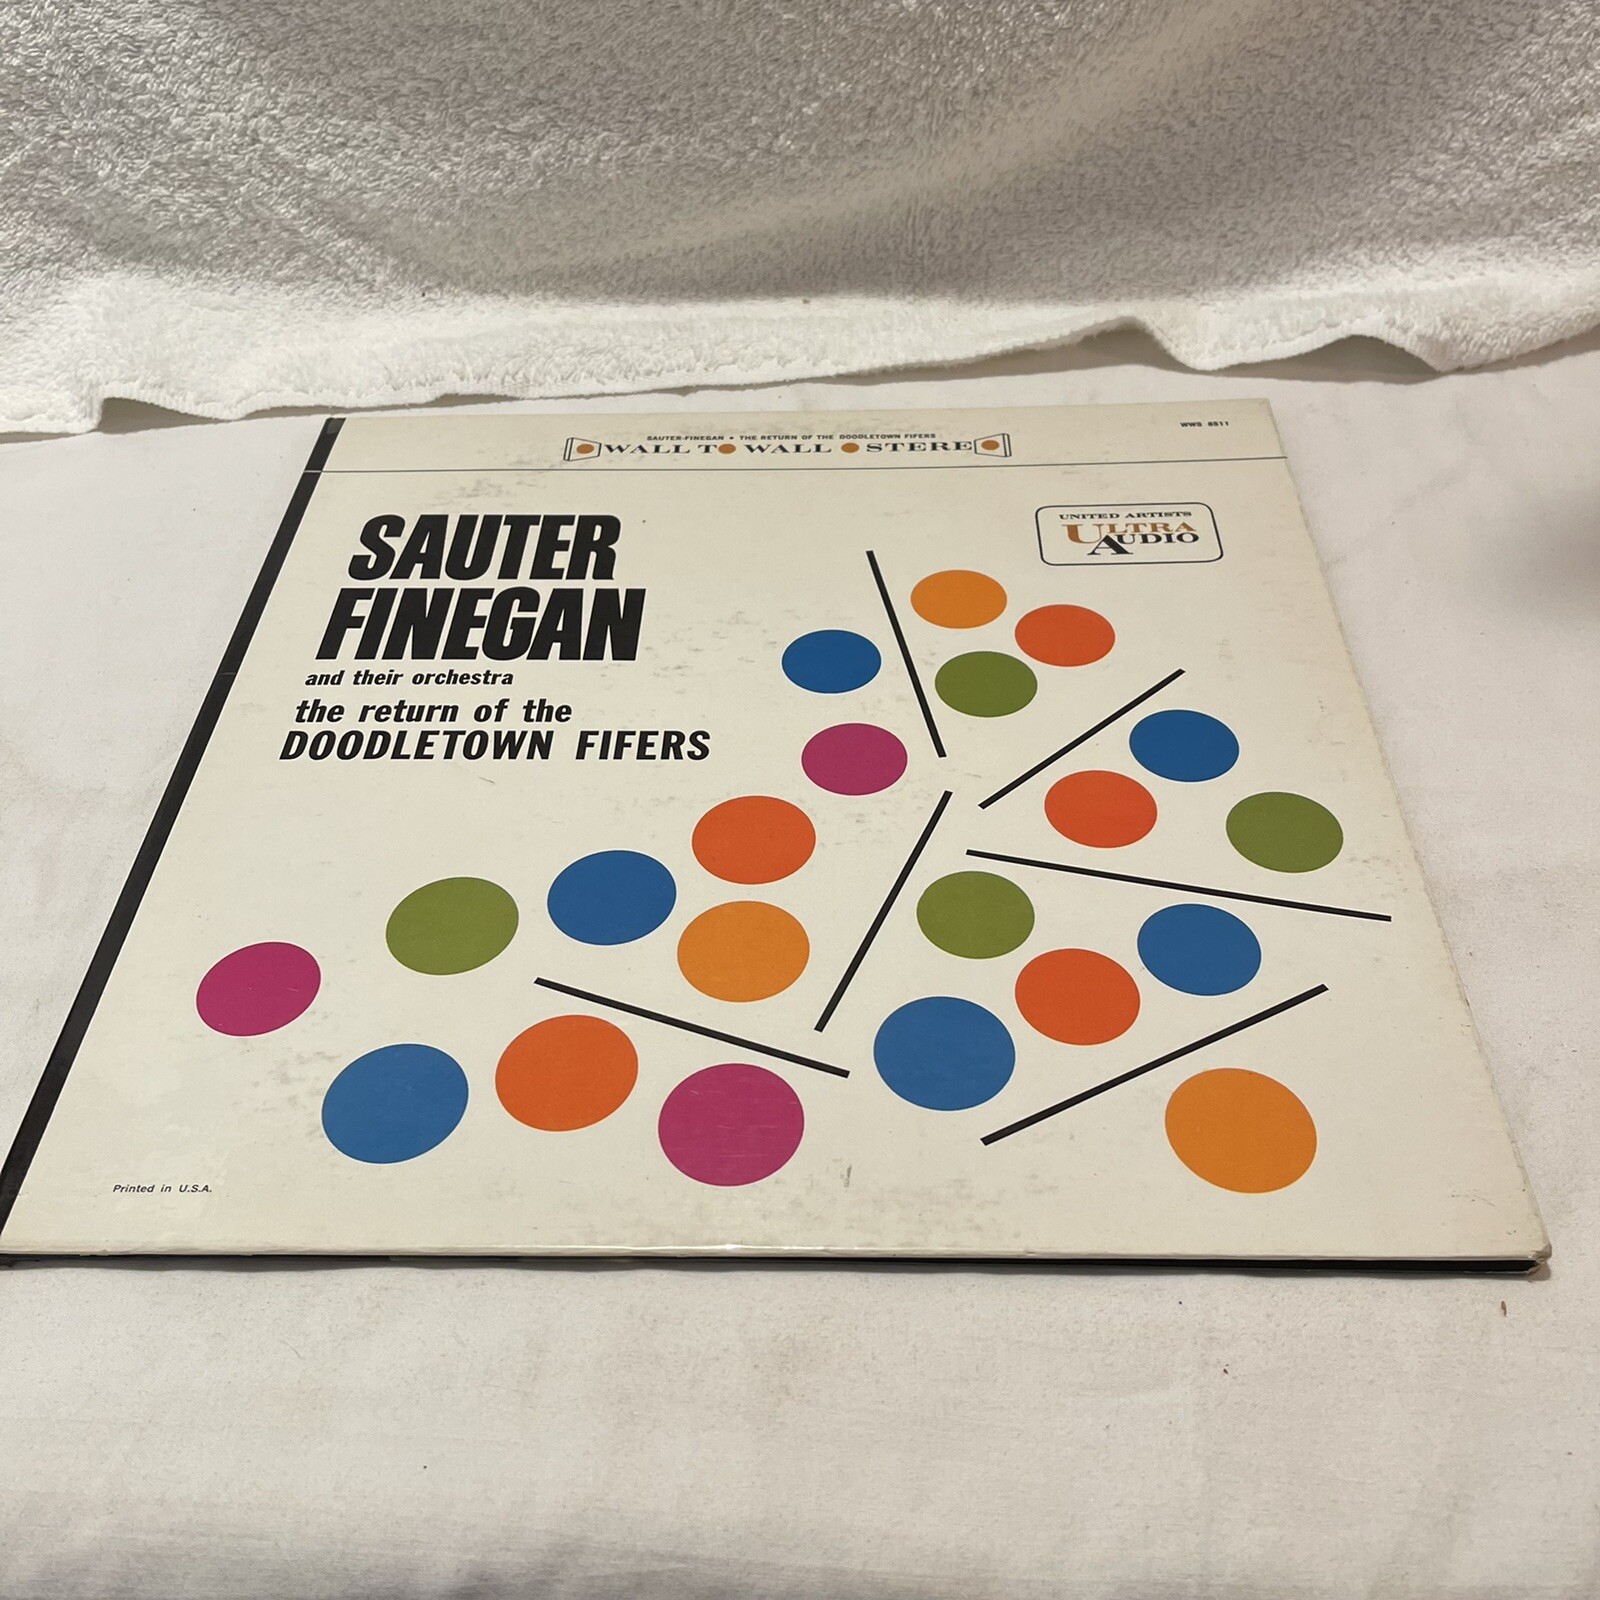 SAUTER-FINEGAN • THE RETURN OF THE DOODLETOWN FIFERS
WALL TO WALL STEREO
WWS 8511
UNITED ARTISTS
ULTRA
AUDIO
SAUTER
FINEGAN
and their orchestra
the return of the
DOODLETOWN FIFERS
Printed in U.S.A.